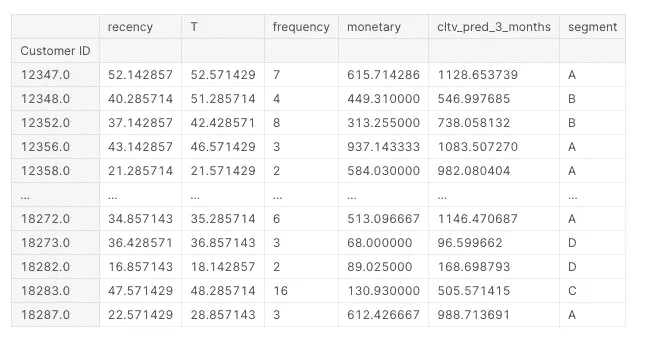 recency T frequency monetary cltv_pred_3_months segment
Customer ID
12347.0 52.142857 52.571429 7 615.714286 1128.653739 A
12348.0 40.285714 51.285714 4 449.310000 546.997685 B
12352.0 37.142857 42.428571 8 313.255000 738.058132 B
12356.0 43.142857 46.571429 3 937.143333 1083.507270 A
12358.0 21.285714 21.571429 2 584.030000 982.080404 A
... ... ... ... ... ... ...
18272.0 34.857143 35.285714 6 513.096667 1146.470687 A
18273.0 36.428571 36.857143 3 68.000000 96.599662 D
18282.0 16.857143 18.142857 2 89.025000 168.698793 D
18283.0 47.571429 48.285714 16 130.930000 505.571415 C
18287.0 22.571429 28.857143 3 612.426667 988.713691 A